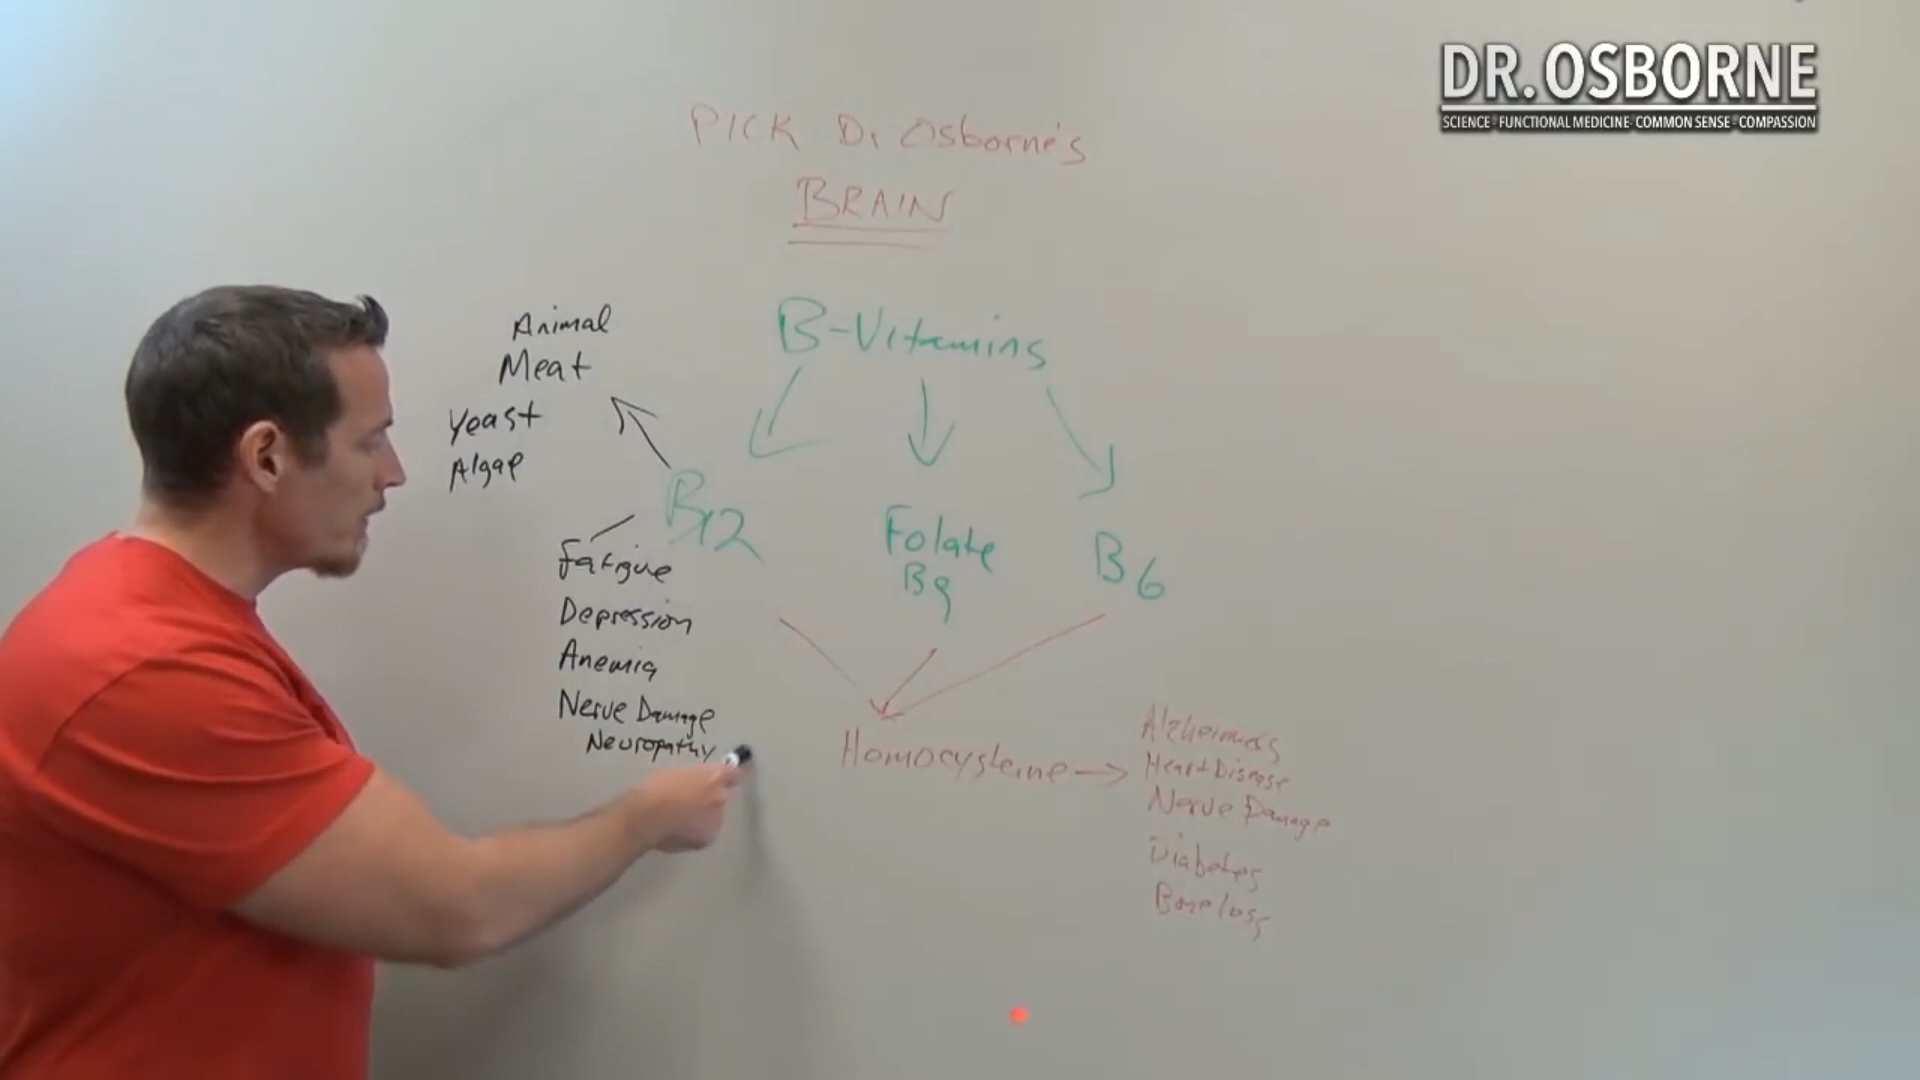 DR. OSBORNE
SCIENCE - FUNCTIONAL MEDICINE - COMMON SENSE - COMPASSION
PICK Dr Osborne's
BRAIN
B-Vitamins
Animal
Meat
Yeast
Algae
B12
Folate
B9
B6
Fatigue
Depression
Anemia
Nerve Damage
Neuropathy
Homocysteine
Alzheimers
Heart Disease
Nerve Damage
Diabetes
Bone loss